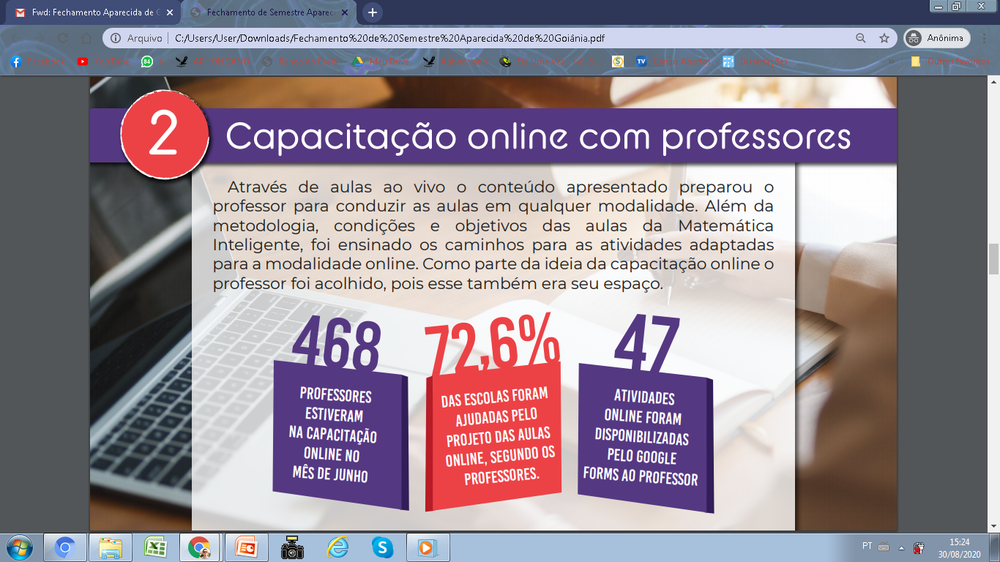 Fwd: Fechamento Aparecida de G
Fechamento de Semestre Aparec
Arquivo
C:/Users/User/Downloads/Fechamento%20de%20Semestre%20Aparecida%20de%20Goiânia.pdf
Anônima
84
Meu Drive
TV
Outros favoritos
2
Capacitação online com professores
Através de aulas ao vivo o conteúdo apresentado preparou o
professor para conduzir as aulas em qualquer modalidade. Além da
metodologia, condições e objetivos das aulas da Matemática
Inteligente, foi ensinado os caminhos para as atividades adaptadas
para a modalidade online. Como parte da ideia da capacitação online o
professor foi acolhido, pois esse também era seu espaço.
468
PROFESSORES
ESTIVERAM
NA CAPACITAÇÃO
ONLINE NO
MÊS DE JUNHO
72,6%
DAS ESCOLAS FORAM
AJUDADAS PELO
PROJETO DAS AULAS
ONLINE, SEGUNDO OS
PROFESSORES.
47
ATIVIDADES
ONLINE FORAM
DISPONIBILIZADAS
PELO GOOGLE
FORMS AO PROFESSOR
PT
15:24
30/08/2020